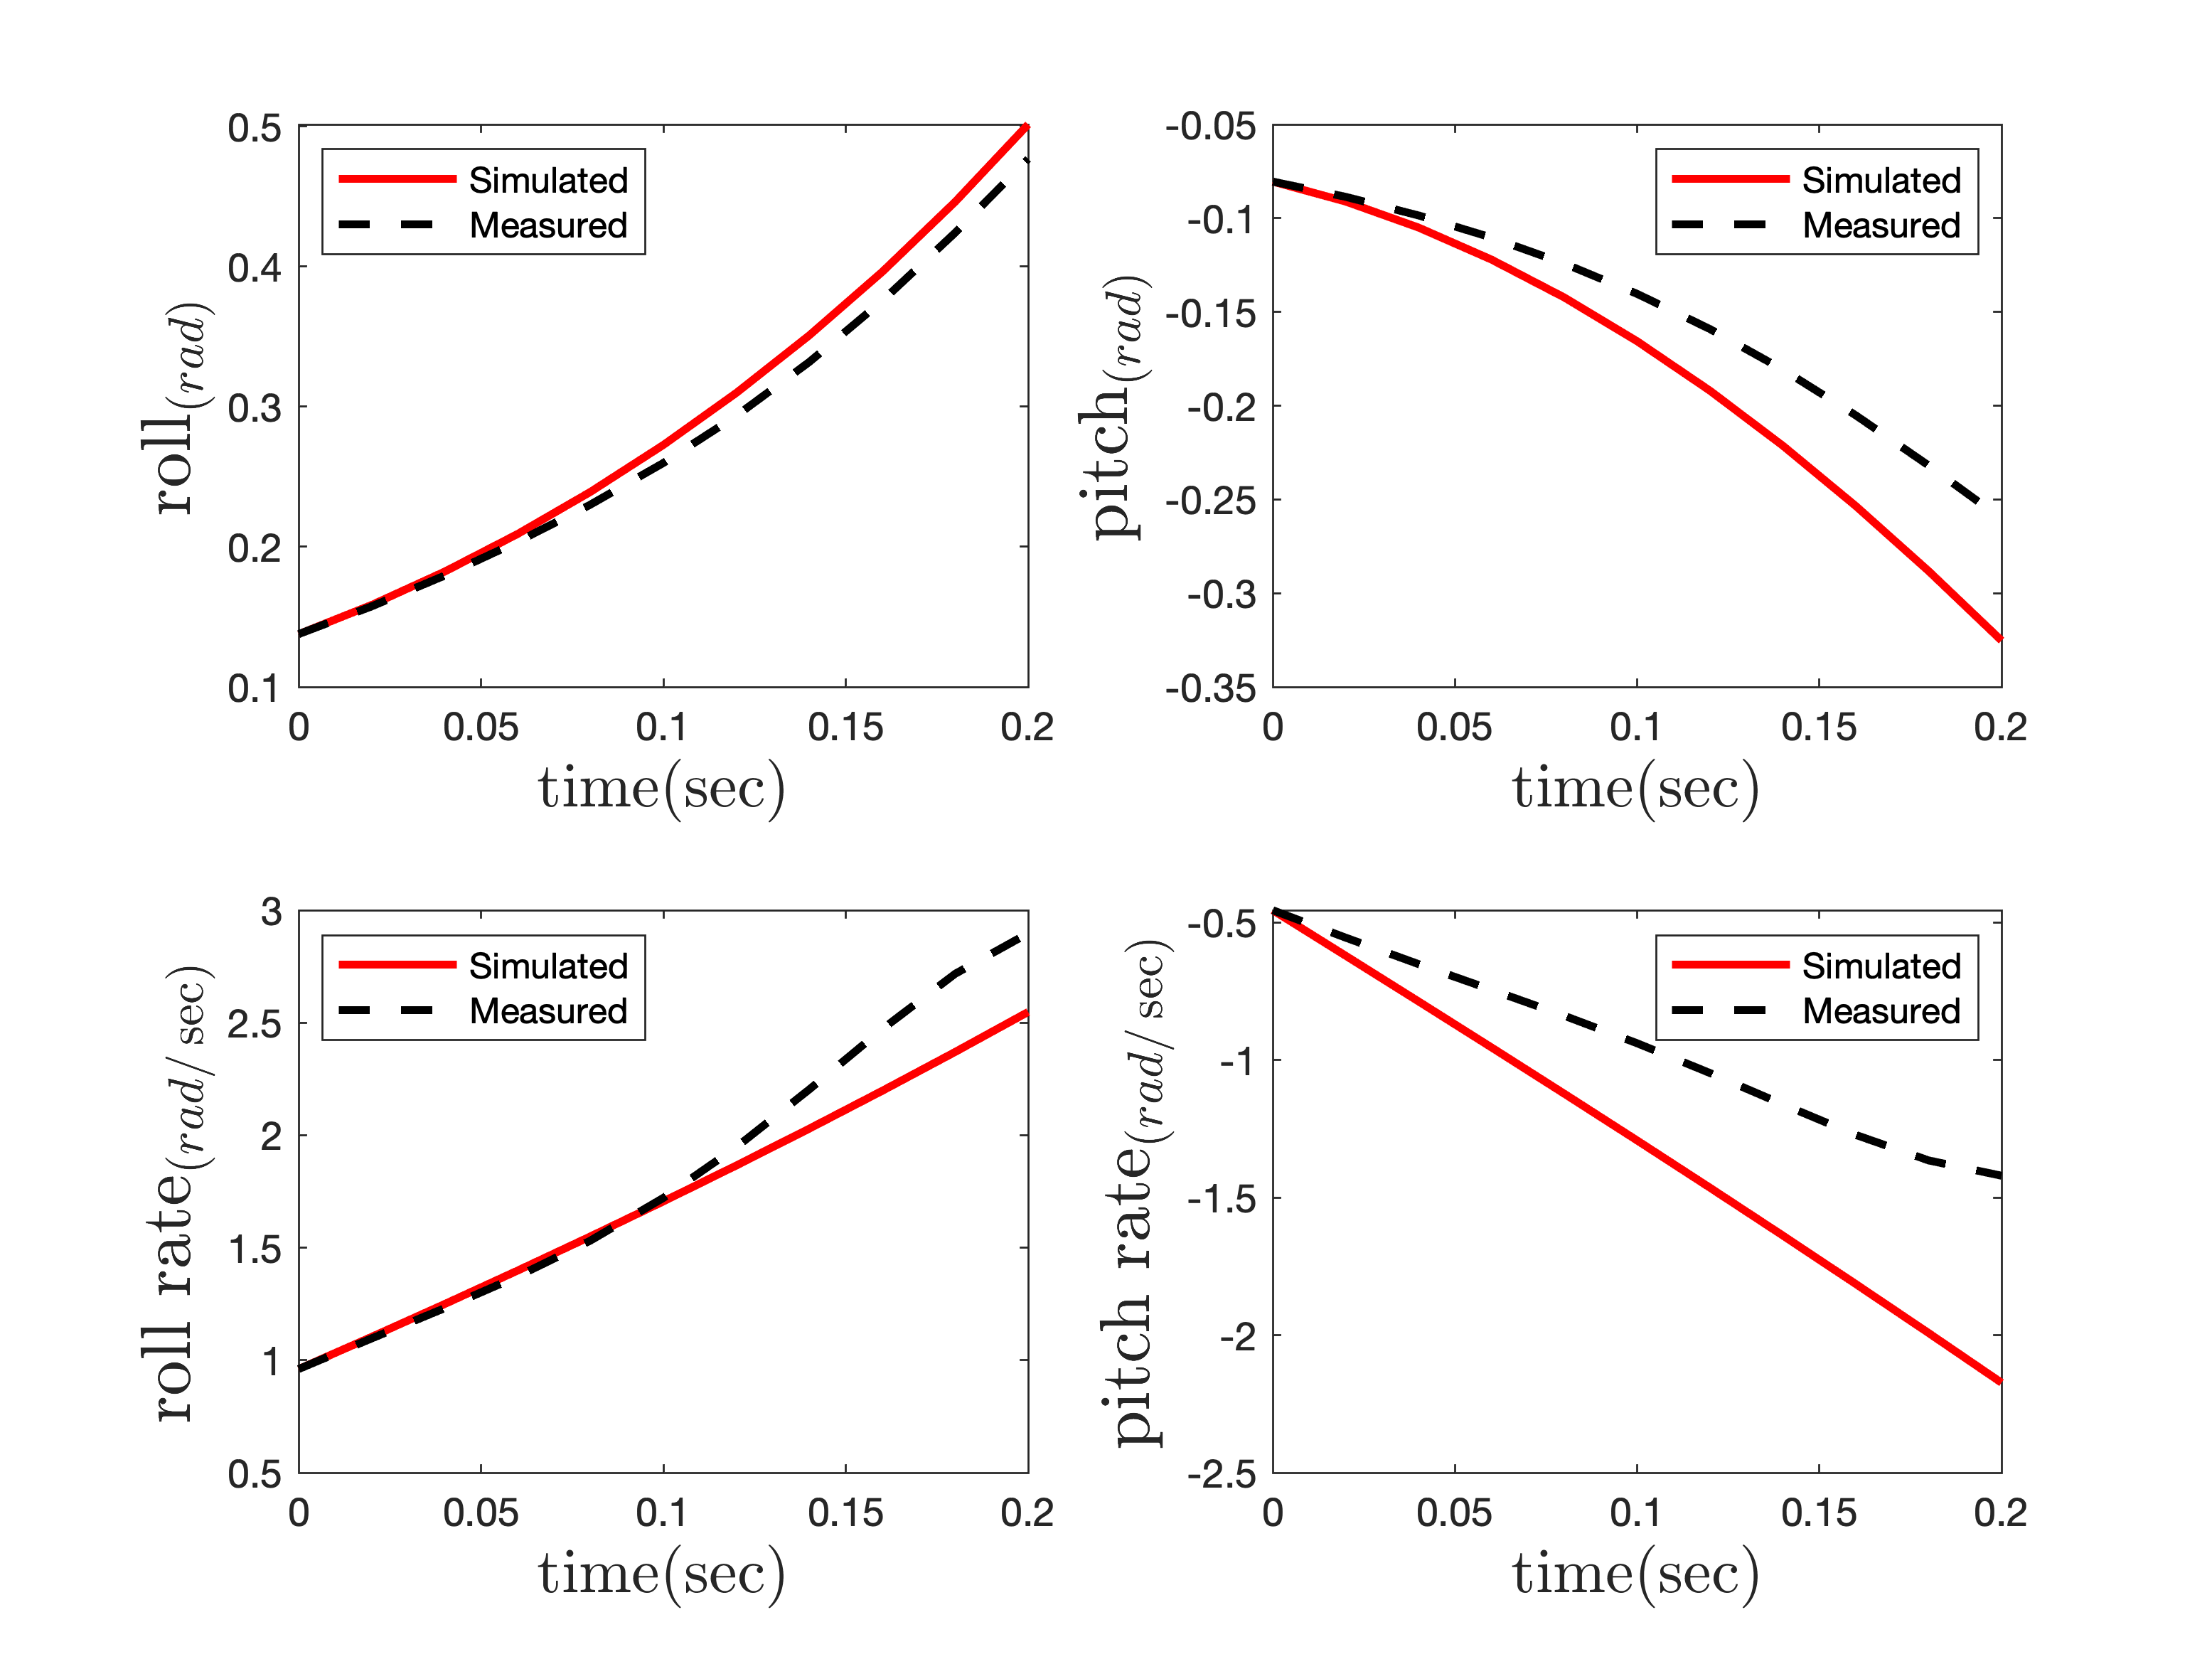 0.5
0.4
0.3
0.2
0.1
roll(rad)
Simulated
Measured
0 0.05 0.1 0.15 0.2
time(sec)
-0.05
-0.1
-0.15
-0.2
-0.25
-0.3
-0.35
pitch(rad)
Simulated
Measured
0 0.05 0.1 0.15 0.2
time(sec)
3
2.5
2
1.5
1
0.5
roll rate(rad/ sec)
Simulated
Measured
0 0.05 0.1 0.15 0.2
time(sec)
-0.5
-1
-1.5
-2
-2.5
pitch rate(rad/ sec)
Simulated
Measured
0 0.05 0.1 0.15 0.2
time(sec)